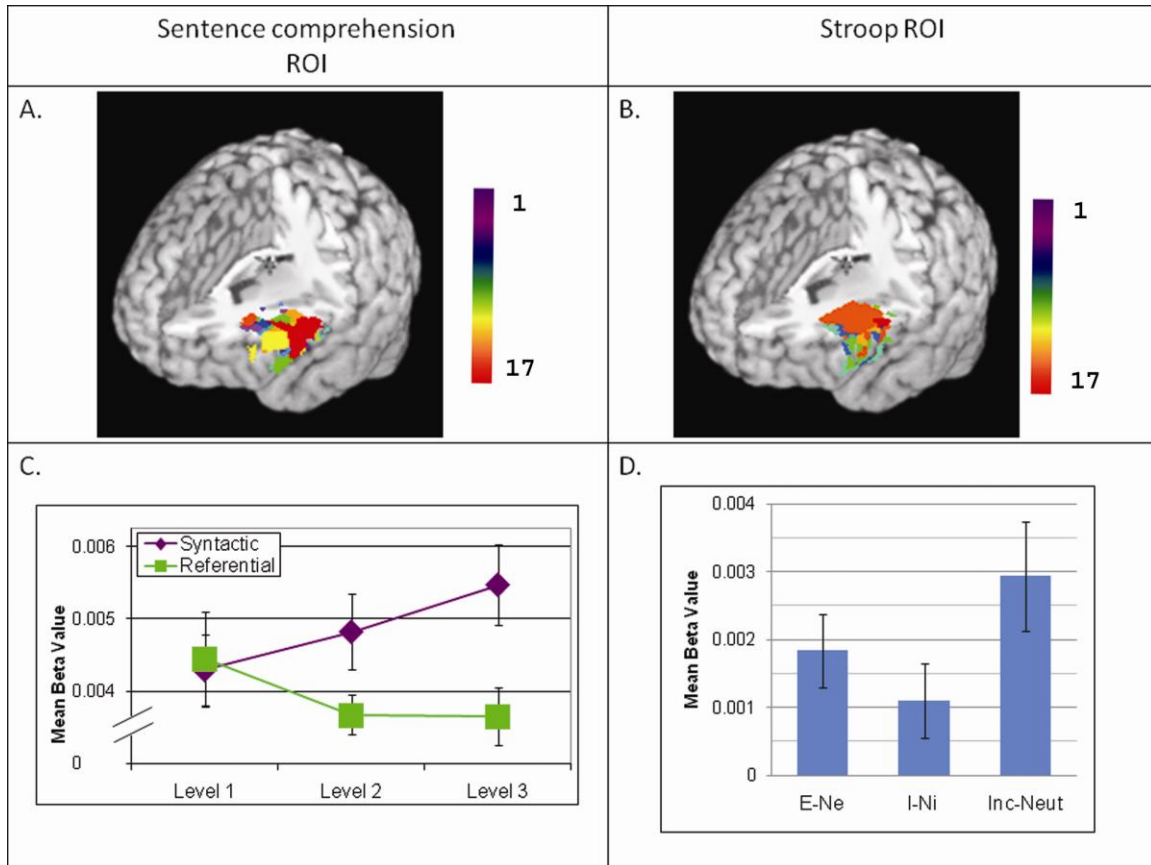 Sentence comprehension
ROI
Stroop ROI
A.
1
17
B.
1
17
C.
0.006
0.005
0.004
0
Mean Beta Value
Syntactic
Referential
Level 1 Level 2 Level 3
D.
0.004
0.003
0.002
0.001
0
Mean Beta Value
E-Ne I-Ni Inc-Neut